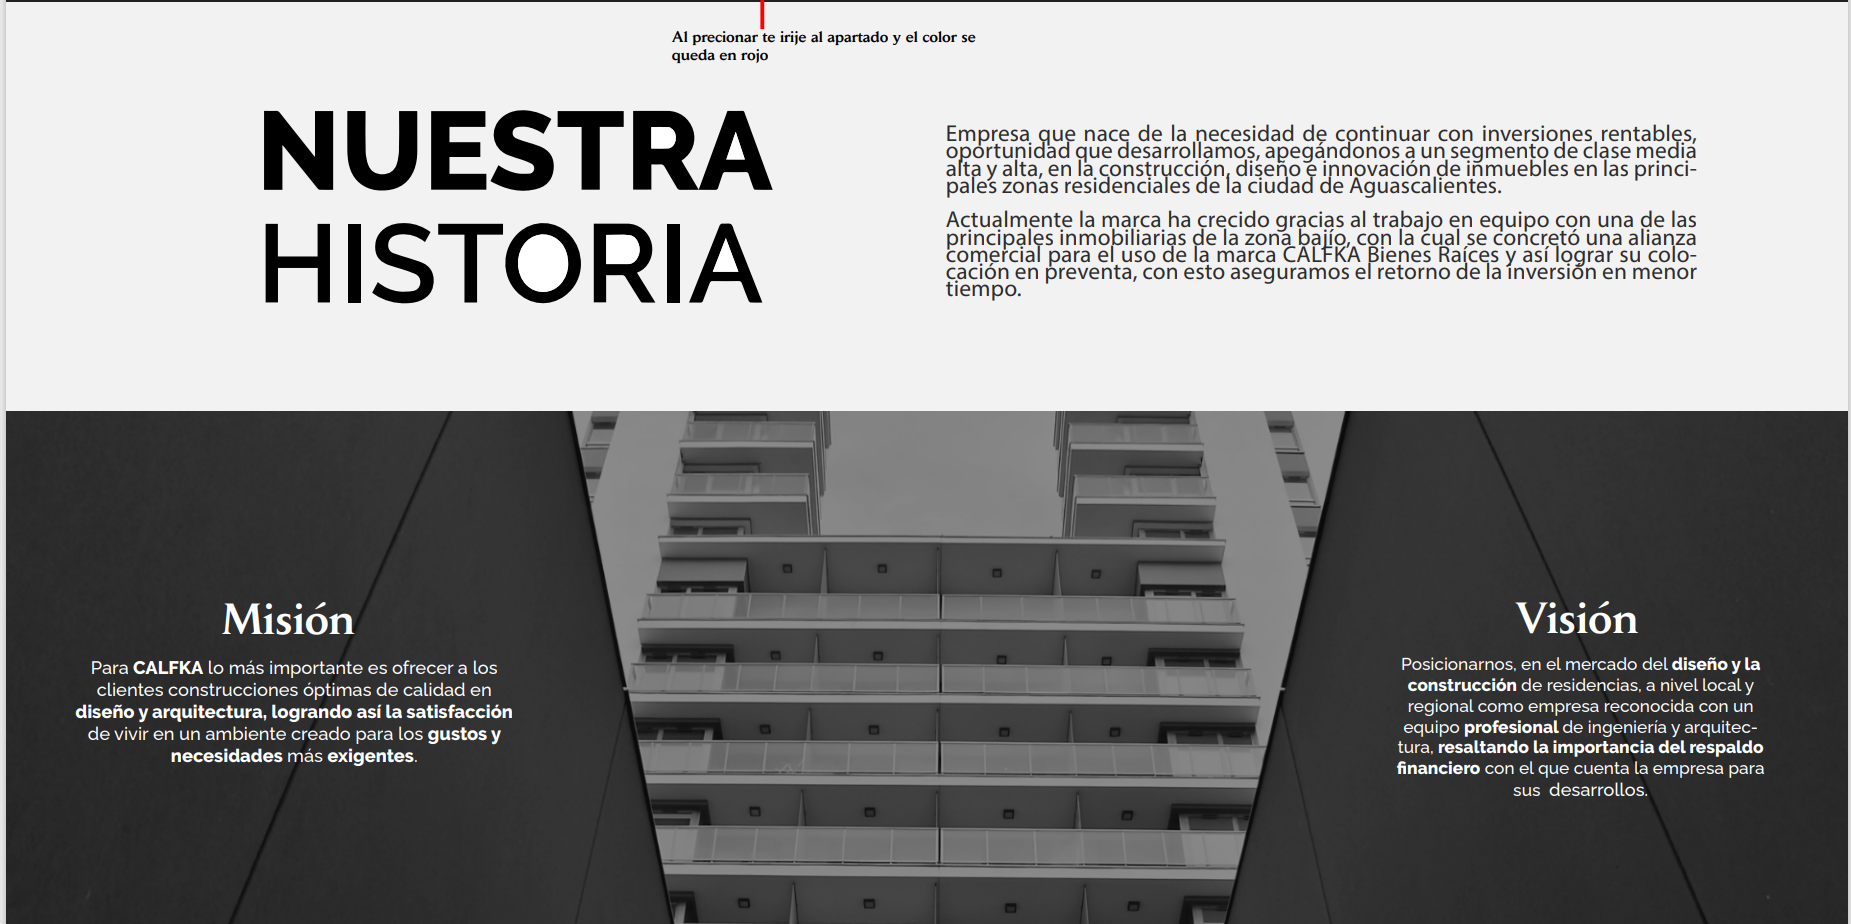 Al precionar te irije al apartado y el color se
queda en rojo
NUESTRA
HISTORIA
Empresa que nace de la necesidad de continuar con inversiones rentables,
oportunidad que desarrollamos, apegándonos a un segmento de clase media
alta y alta, en la construcción, diseño e innovación de inmuebles en las princi-
pales zonas residenciales de la ciudad de Aguascalientes.
Actualmente la marca ha crecido gracias al trabajo en equipo con una de las
principales inmobiliarias de la zona bajío, con la cual se concretó una alianza
comercial para el uso de la marca CALFKA Bienes Raíces y así lograr su colo-
cación en preventa, con esto aseguramos el retorno de la inversión en menor
tiempo.
Misión
Para CALFKA lo más importante es ofrecer a los
clientes construcciones óptimas de calidad en
diseño y arquitectura, logrando así la satisfacción
de vivir en un ambiente creado para los gustos y
necesidades más exigentes.
Visión
Posicionarnos, en el mercado del diseño y la
construcción de residencias, a nivel local y
regional como empresa reconocida con un
equipo profesional de ingeniería y arquitec-
tura, resaltando la importancia del respaldo
financiero con el que cuenta la empresa para
sus desarrollos.